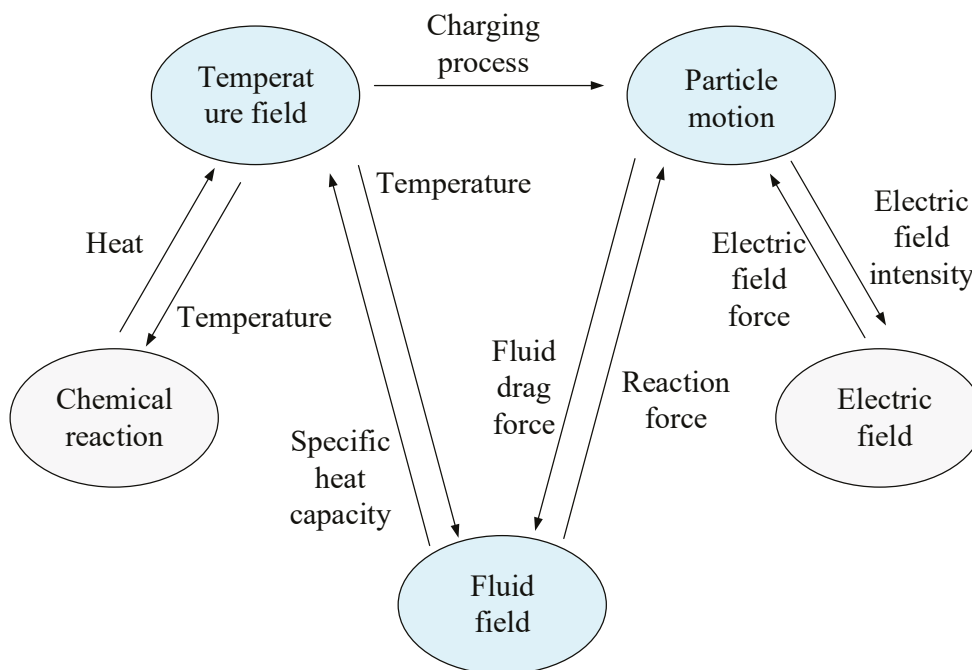 Charging
process
Temperat
ure field
Particle
motion
Temperature
Heat
Electric
field
intensity
Electric
field
force
Temperature
Chemical
reaction
Fluid
drag
force
Reaction
force
Electric
field
Specific
heat
capacity
Fluid
field